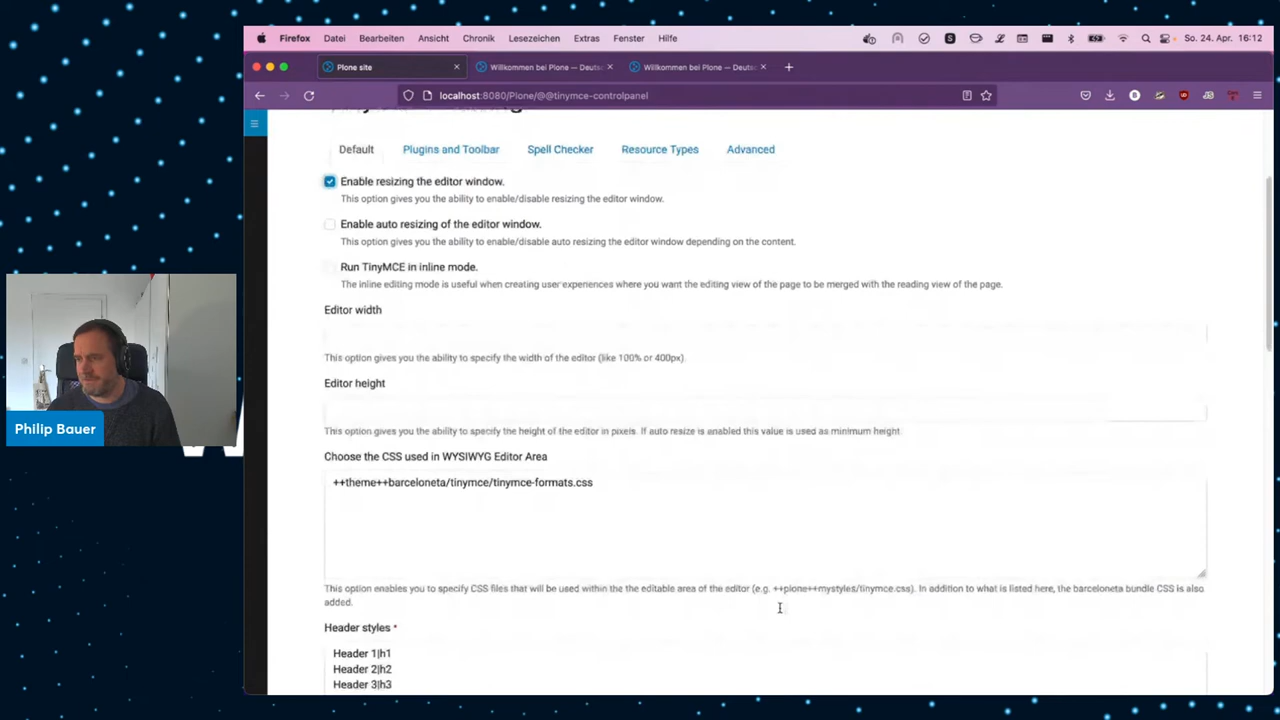 Firefox Datei Bearbeiten Ansicht Chronik Lesezeichen Extras Fenster Hilfe So. 24. Apr. 16:12
Plone site Willkommen bei Plone — Deutsc Willkommen bei Plone — Deutsc
localhost:8080/Plone/@@tinymce-controlpanel
Default Plugins and Toolbar Spell Checker Resource Types Advanced
Enable resizing the editor window.
This option gives you the ability to enable/disable resizing the editor window.
Enable auto resizing of the editor window.
This option gives you the ability to enable/disable auto resizing the editor window depending on the content.
Run TinyMCE in inline mode.
The inline editing mode is useful when creating user experiences where you want the editing view of the page to be merged with the reading view of the page.
Editor width
This option gives you the ability to specify the width of the editor (like 100% or 400px).
Editor height
This option gives you the ability to specify the height of the editor in pixels. If auto resize is enabled this value is used as minimum height.
Choose the CSS used in WYSIWYG Editor Area
++theme++barceloneta/tinymce/tinymce-formats.css
This option enables you to specify CSS files that will be used within the the editable area of the editor (e.g. ++plone++mystyles/tinymce.css). In addition to what is listed here, the barceloneta bundle CSS is also
added.
Header styles *
Header 1|h1
Header 2|h2
Header 3|h3
Philip Bauer